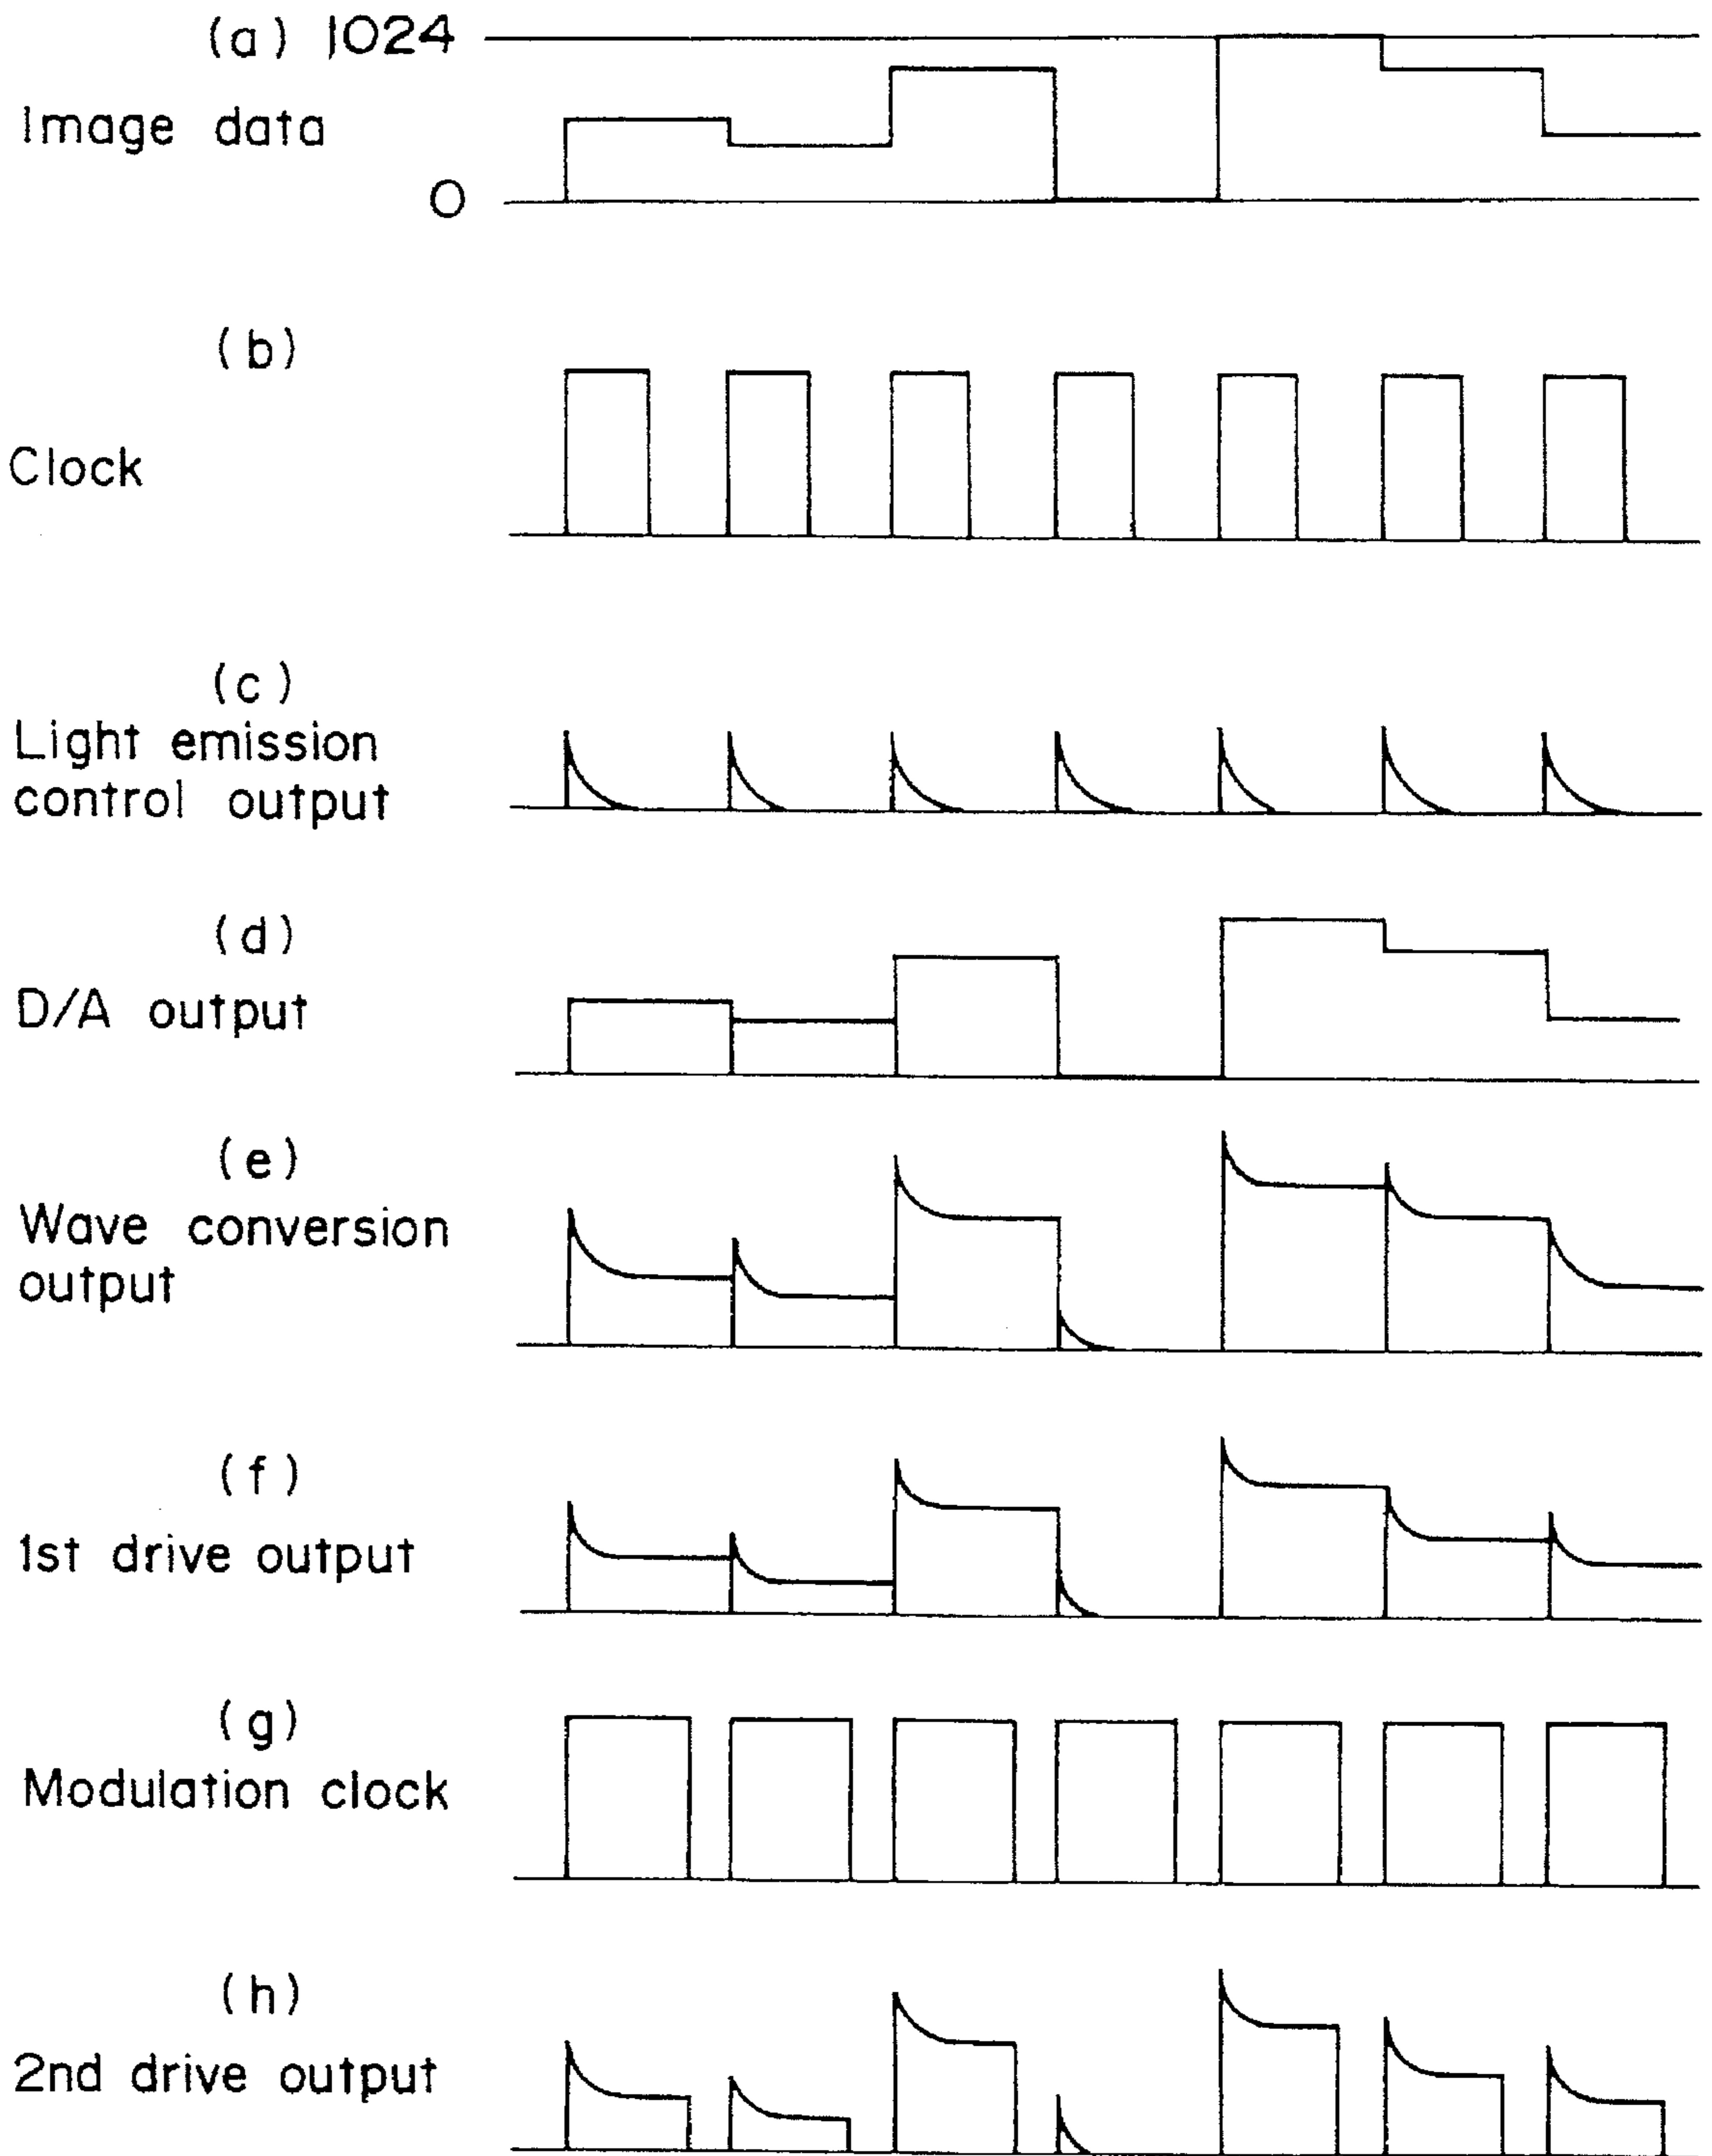 (a) 1024
Image data
0
(b)
Clock
(c)
Light emission
control output
(d)
D/A output
(e)
Wave conversion
output
(f)
1st drive output
(g)
Modulation clock
(h)
2nd drive output